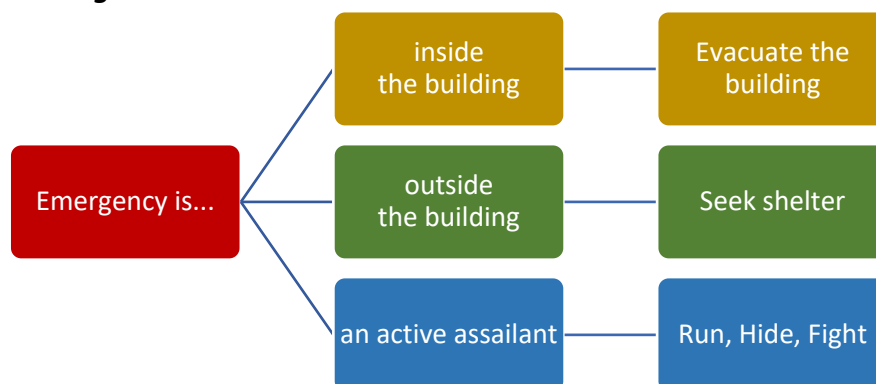 Emergency is...
inside
the building
Evacuate the
building
outside
the building
Seek shelter
an active assailant
Run, Hide, Fight